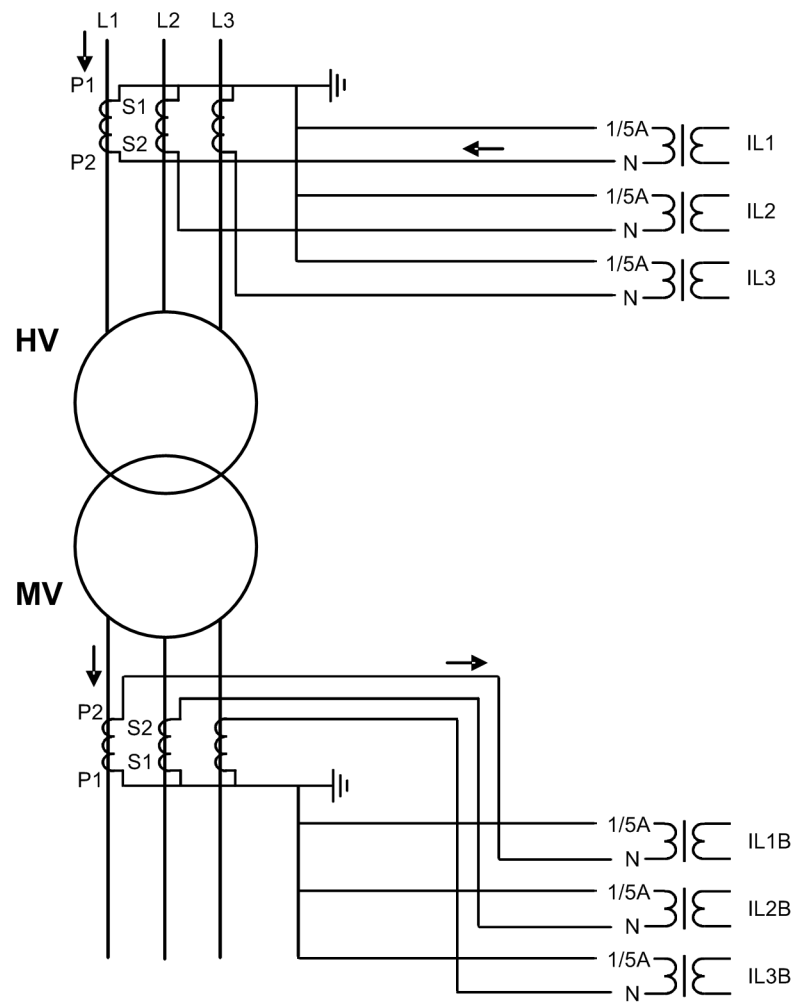 L1 L2 L3
P1
S1
1/5A
IL1
S2
P2
N
1/5A
IL2
N
1/5A
IL3
N
HV
MV
P2
S2
S1
P1
1/5A
IL1B
N
1/5A
IL2B
N
1/5A
IL3B
N